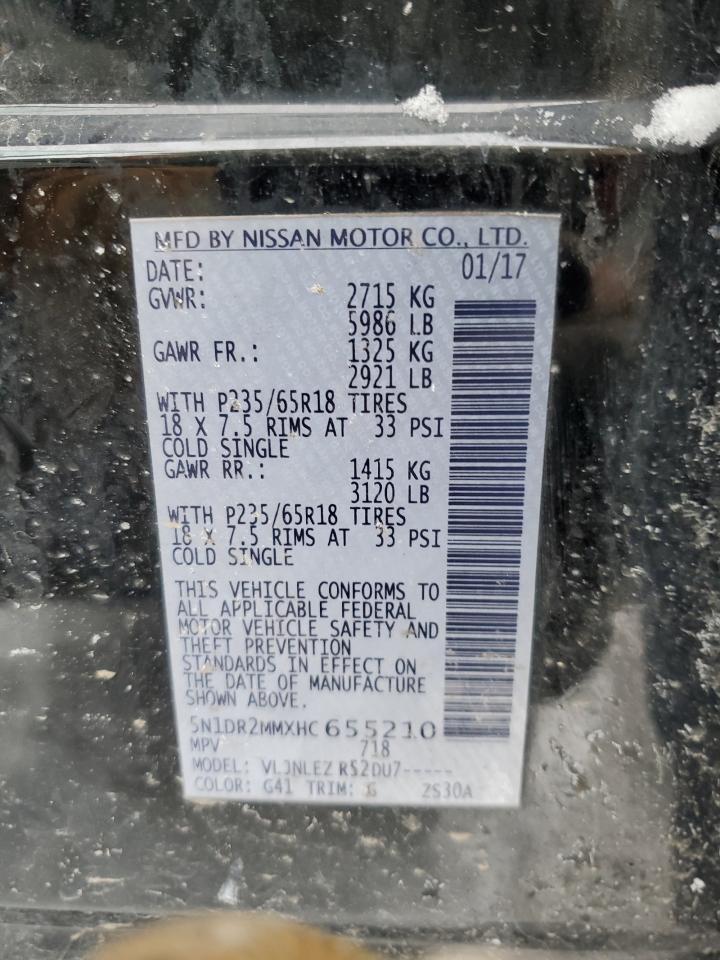 MFD BY NISSAN MOTOR CO., LTD.
DATE: 01/17
GVWR: 2715 KG
5986 LB
GAWR FR.: 1325 KG
2921 LB
WITH P235/65R18 TIRES
18 X 7.5 RIMS AT 33 PSI
COLD SINGLE
GAWR RR.: 1415 KG
3120 LB
WITH P235/65R18 TIRES
18 X 7.5 RIMS AT 33 PSI
COLD SINGLE
THIS VEHICLE CONFORMS TO
ALL APPLICABLE FEDERAL
MOTOR VEHICLE SAFETY AND
THEFT PREVENTION
STANDARDS IN EFFECT ON
THE DATE OF MANUFACTURE
SHOWN ABOVE.
5N1DR2MMXHC 655210
MPV 718
MODEL: RS2DU7-----
COLOR: G41 TRIM: 2S30A